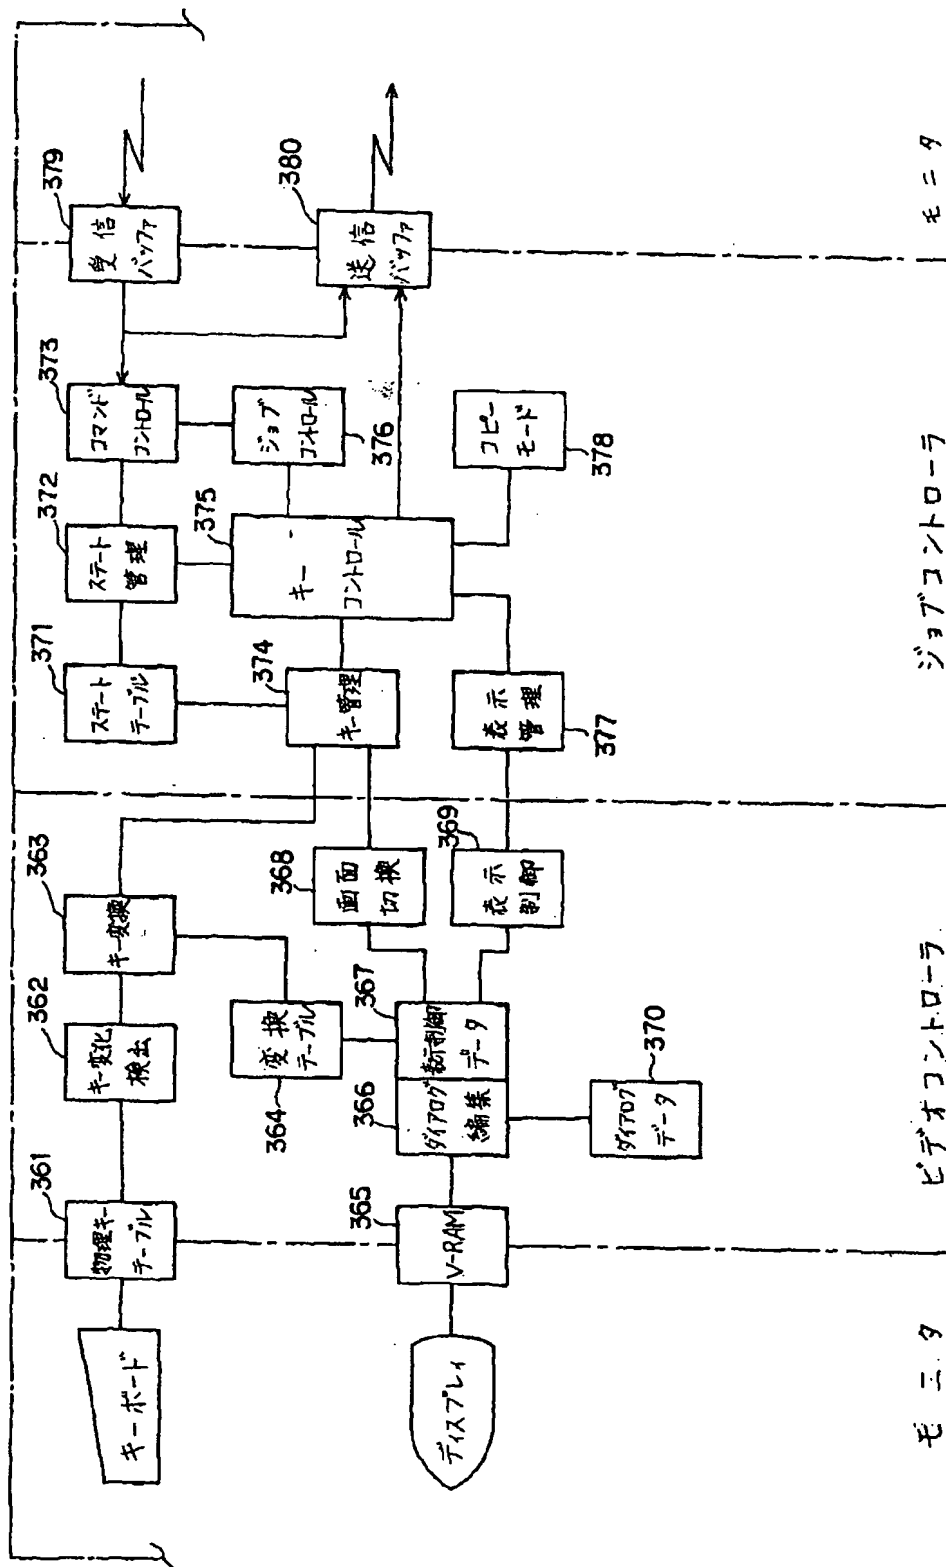 キーボード
361
物理キー
テーブル
362
キー変化
検出
363
キー変換
364
変換
テーブル
ディスプレイ
365
V-RAM
366
ダイアログ
編集
367
表示制御
データ
368
画面
切換
369
表示
制御
370
ダイアログ
データ
371
ステート
テーブル
372
ステート
管理
373
コマンド
コントロール
374
キー管理
375
キー
コントロール
376
ジョブ
コントロール
377
表示
管理
378
コピー
モード
379
受信
バッファ
380
送信
バッファ
モニタ
ビデオコントローラ
ジョブコントローラ
モニタ